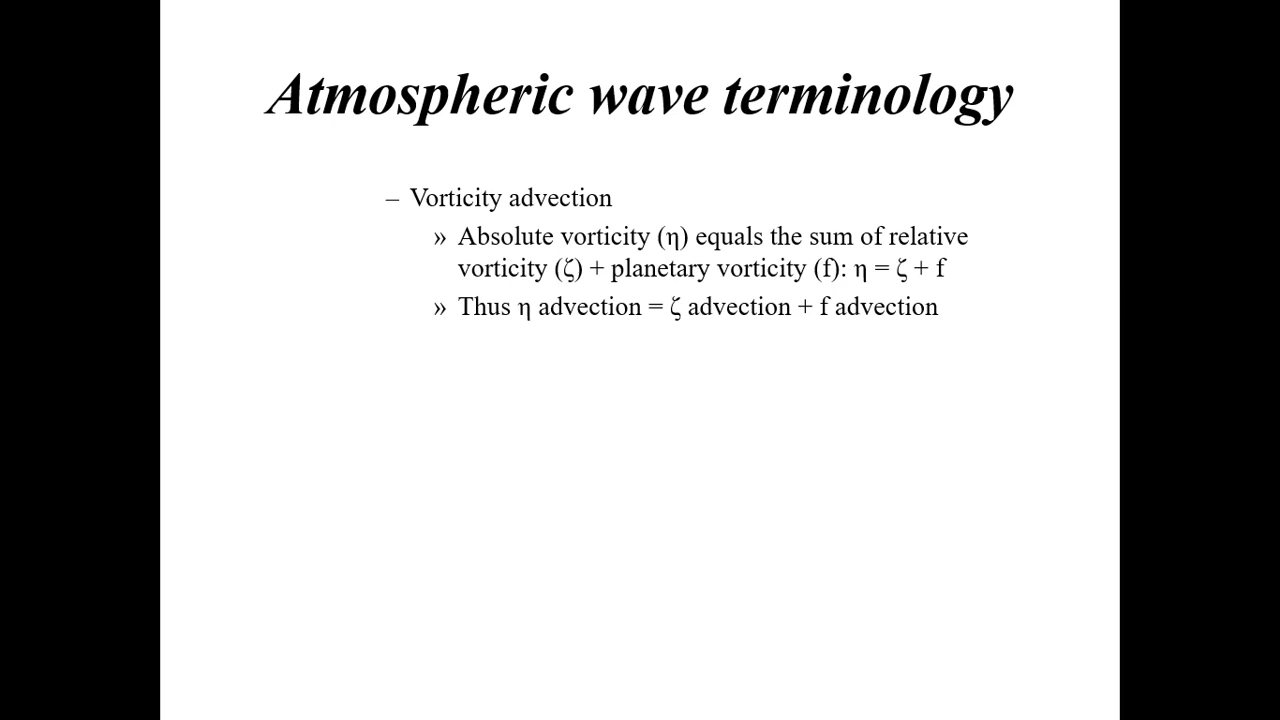 Atmospheric wave terminology
– Vorticity advection
» Absolute vorticity (η) equals the sum of relative
vorticity (ζ) + planetary vorticity (f): η = ζ + f
» Thus η advection = ζ advection + f advection